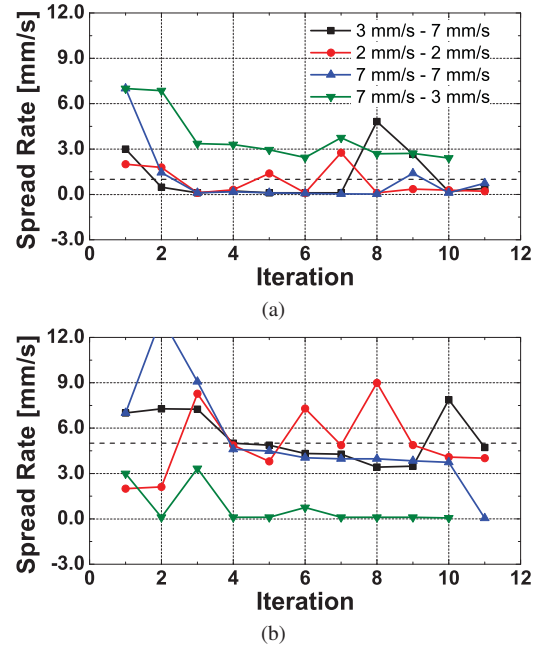 12.0
9.0
6.0
3.0
0.0
-3.0
Spread Rate [mm/s]
3 mm/s - 7 mm/s
2 mm/s - 2 mm/s
7 mm/s - 7 mm/s
7 mm/s - 3 mm/s
0 2 4 6 8 10 12
Iteration
(a)
12.0
9.0
6.0
3.0
0.0
-3.0
Spread Rate [mm/s]
0 2 4 6 8 10 12
Iteration
(b)